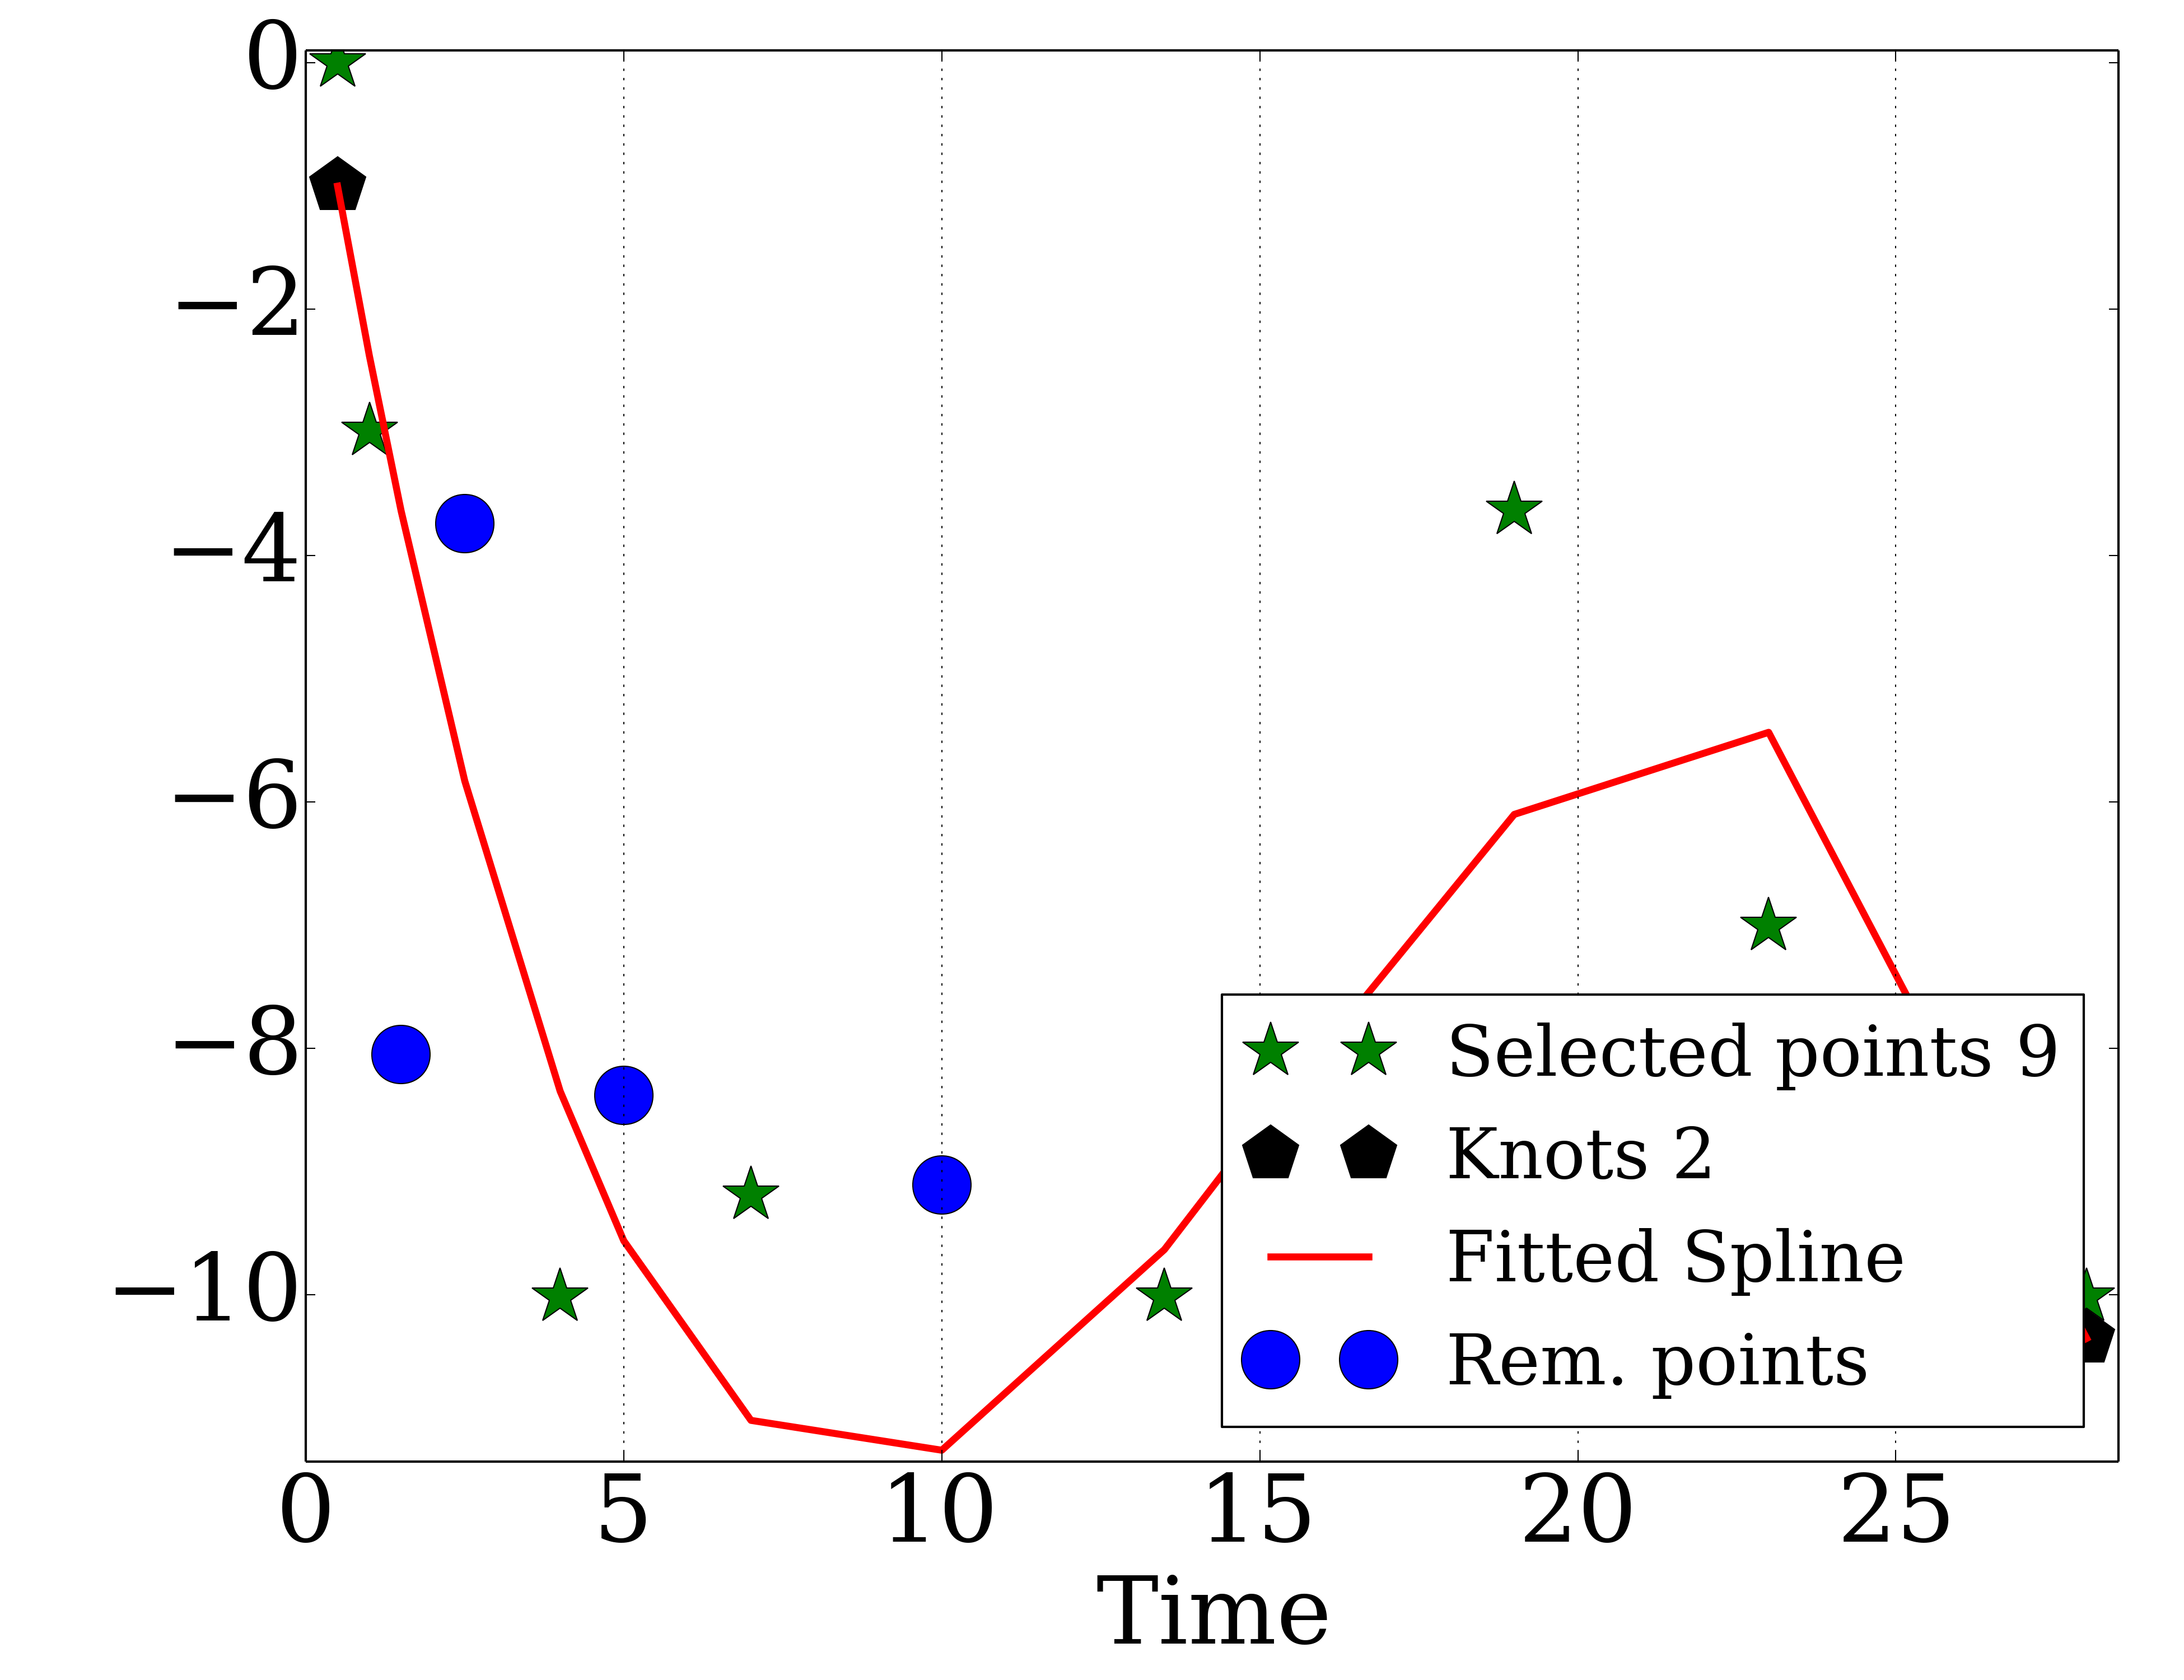 0
−2
−4
−6
−8
−10
Selected points 9
Knots 2
Fitted Spline
Rem. points
0 5 10 15 20 25
Time